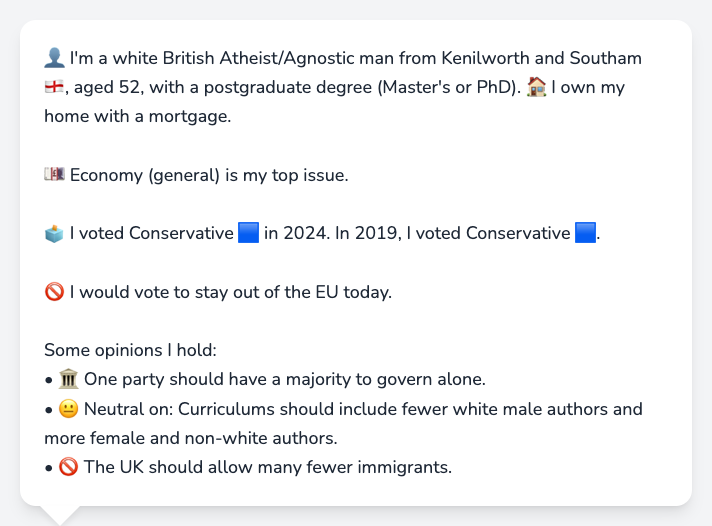 👤 I'm a white British Atheist/Agnostic man from Kenilworth and Southam
🏴󠁧󠁢󠁥󠁮󠁧󠁿, aged 52, with a postgraduate degree (Master's or PhD). 🏠 I own my
home with a mortgage.
💷 Economy (general) is my top issue.
🗳️ I voted Conservative 🟦 in 2024. In 2019, I voted Conservative 🟦.
🚫 I would vote to stay out of the EU today.
Some opinions I hold:
• 🏛️ One party should have a majority to govern alone.
• 😐 Neutral on: Curriculums should include fewer white male authors and
more female and non-white authors.
• 🚫 The UK should allow many fewer immigrants.